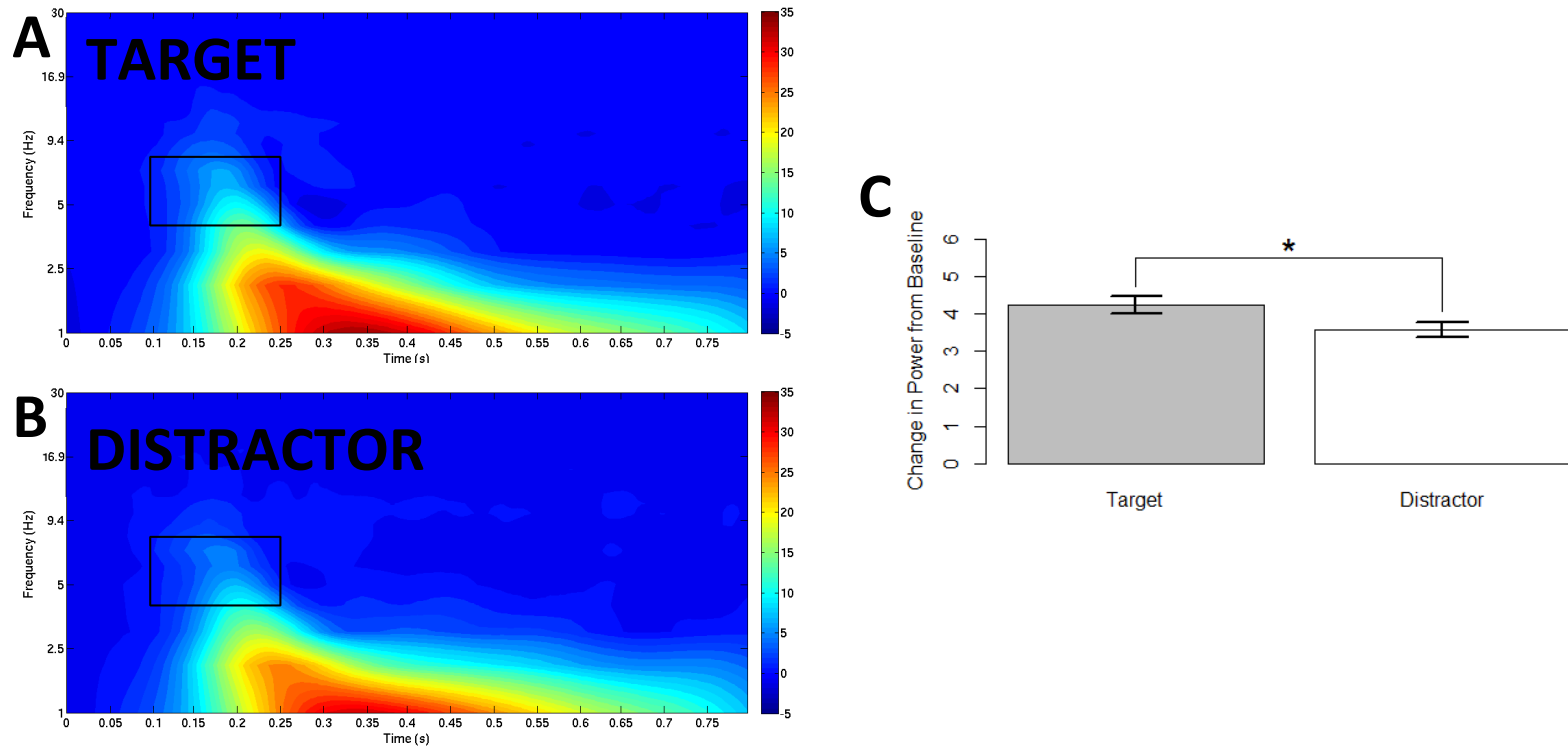 A
TARGET
30
16.9
9.4
5
2.5
1
Frequency (Hz)
0 0.05 0.1 0.15 0.2 0.25 0.3 0.35 0.4 0.45 0.5 0.55 0.6 0.65 0.7 0.75
Time (s)
35
30
25
20
15
10
5
0
-5
B
DISTRACTOR
30
16.9
9.4
5
2.5
1
Frequency (Hz)
0 0.05 0.1 0.15 0.2 0.25 0.3 0.35 0.4 0.45 0.5 0.55 0.6 0.65 0.7 0.75
Time (s)
35
30
25
20
15
10
5
0
-5
C
Change in Power from Baseline
6
5
4
3
2
1
0
*
Target Distractor